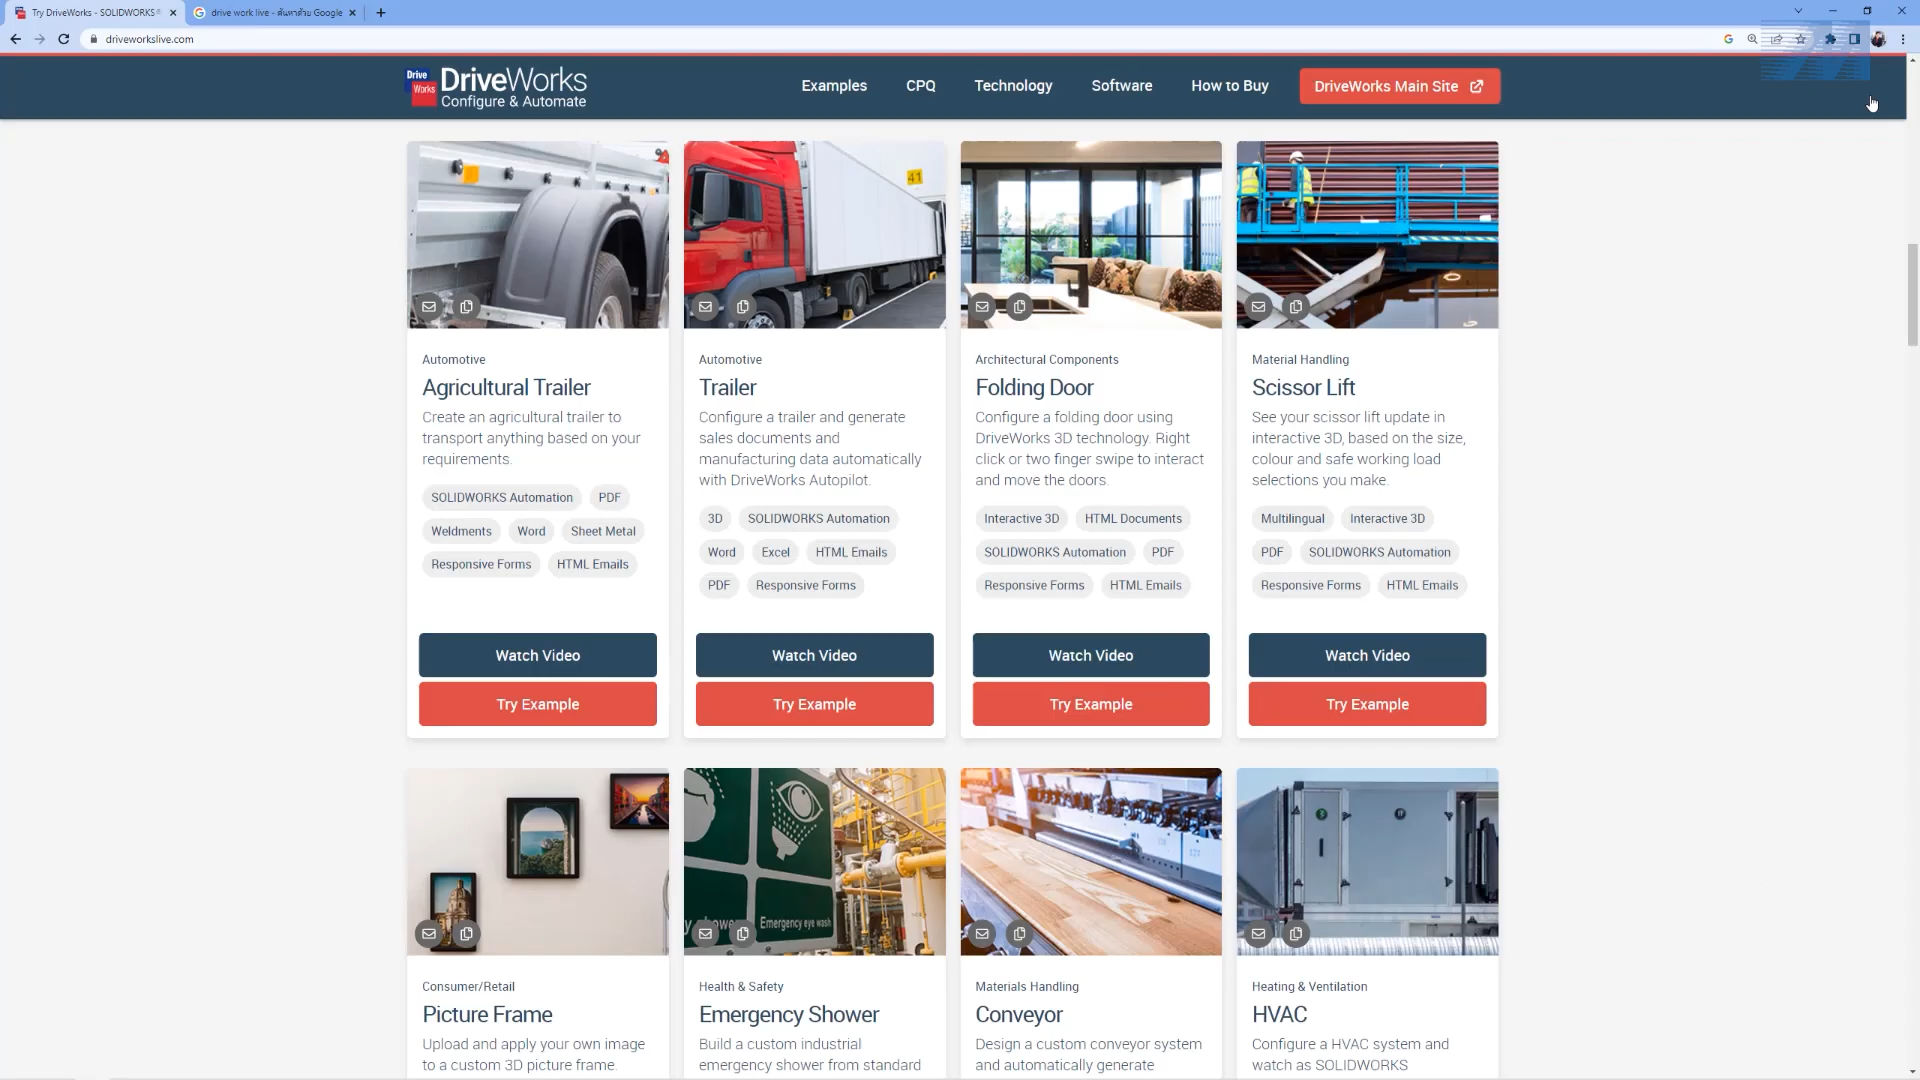 Try DriveWorks - SOLIDWORKS®
drive work live - ค้นหาด้วย Google
driveworkslive.com
Drive Works
DriveWorks
Configure & Automate
Examples
CPQ
Technology
Software
How to Buy
DriveWorks Main Site
41
Automotive
Agricultural Trailer
Create an agricultural trailer to
transport anything based on your
requirements.
SOLIDWORKS Automation
PDF
Weldments
Word
Sheet Metal
Responsive Forms
HTML Emails
Watch Video
Try Example
Automotive
Trailer
Configure a trailer and generate
sales documents and
manufacturing data automatically
with DriveWorks Autopilot.
3D
SOLIDWORKS Automation
Word
Excel
HTML Emails
PDF
Responsive Forms
Watch Video
Try Example
Architectural Components
Folding Door
Configure a folding door using
DriveWorks 3D technology. Right
click or two finger swipe to interact
and move the doors.
Interactive 3D
HTML Documents
SOLIDWORKS Automation
PDF
Responsive Forms
HTML Emails
Watch Video
Try Example
Material Handling
Scissor Lift
See your scissor lift update in
interactive 3D, based on the size,
colour and safe working load
selections you make.
Multilingual
Interactive 3D
PDF
SOLIDWORKS Automation
Responsive Forms
HTML Emails
Watch Video
Try Example
Emergency eye wash
Consumer/Retail
Picture Frame
Upload and apply your own image
to a custom 3D picture frame.
Health & Safety
Emergency Shower
Build a custom industrial
emergency shower from standard
Materials Handling
Conveyor
Design a custom conveyor system
and automatically generate
Heating & Ventilation
HVAC
Configure a HVAC system and
watch as SOLIDWORKS